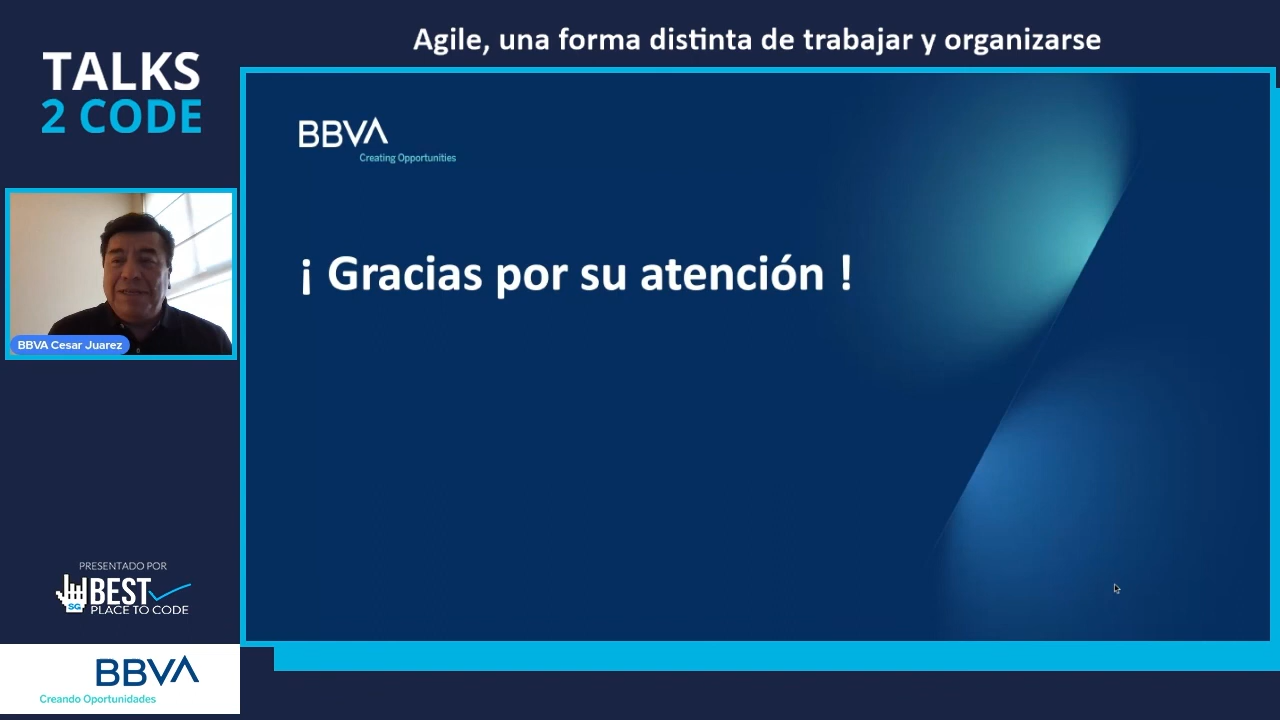 Agile, una forma distinta de trabajar y organizarse
TALKS
2 CODE
BBVA
Creating Opportunities
¡ Gracias por su atención !
BBVA Cesar Juarez
PRESENTADO POR
SG
BEST
PLACE TO CODE
BBVA
Creando Oportunidades